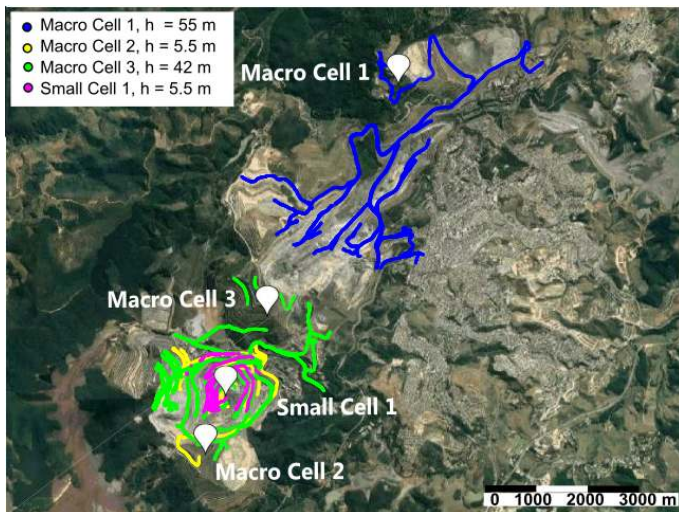 Macro Cell 1, h = 55 m
Macro Cell 2, h = 5.5 m
Macro Cell 3, h = 42 m
Small Cell 1, h = 5.5 m
Macro Cell 1
Macro Cell 3
Small Cell 1
Macro Cell 2
0 1000 2000 3000 m